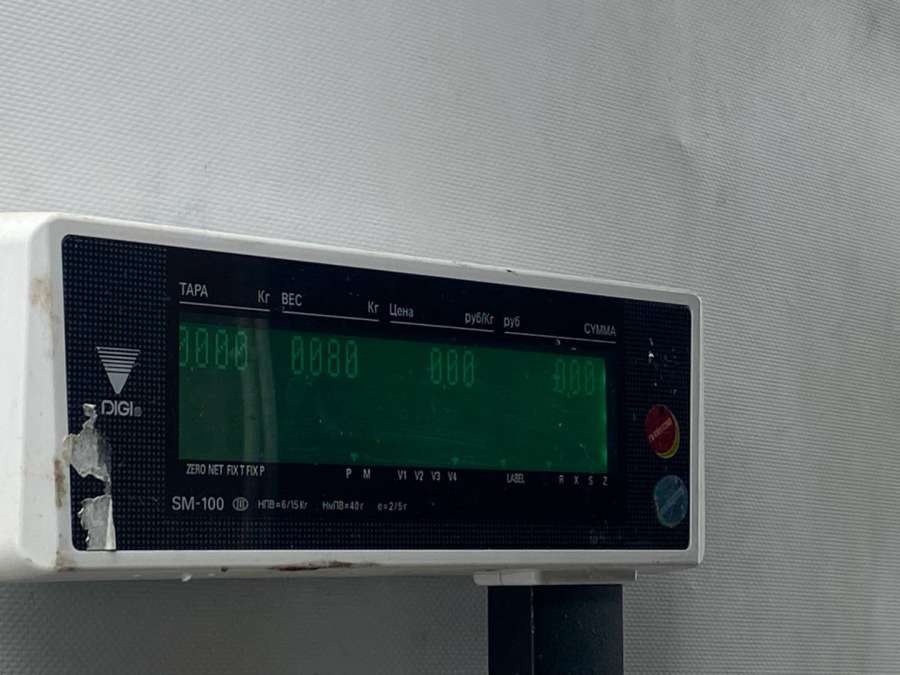 ТАРА Кг ВЕС Кг Цена руб/Кг руб СУММА
0.000 0.080 0.00 0.00
DIGI
ZERO NET FIX T FIX P P M V1 V2 V3 V4 LABEL R X S Z
SM-100 III НПВ=6/15Кг НмПВ=40г e=2/5г